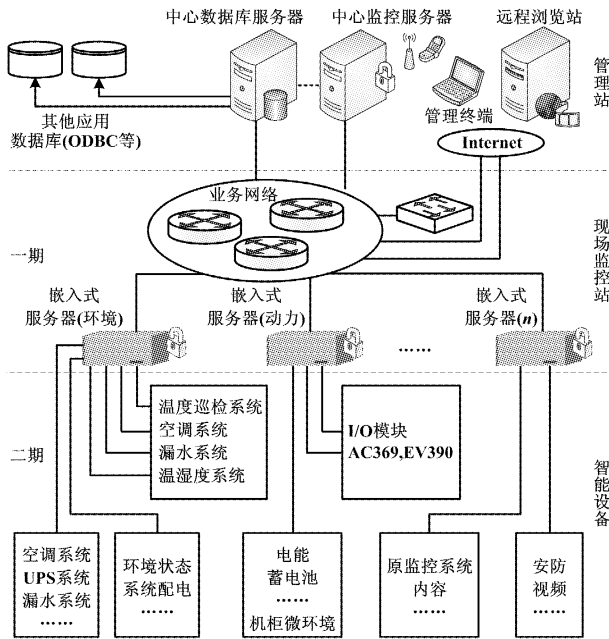 中心数据库服务器
中心监控服务器
远程浏览站
管理站
其他应用
数据库(ODBC等)
管理终端
Internet
业务网络
一期
现场监控站
嵌入式
服务器(环境)
嵌入式
服务器(动力)
……
嵌入式
服务器(n)
温度巡检系统
空调系统
漏水系统
温湿度系统
I/O模块
AC369,EV390
二期
智能设备
空调系统
UPS系统
漏水系统
……
环境状态
系统配电
……
电能
蓄电池
……
机柜微环境
原监控系统
内容
……
安防
视频
……